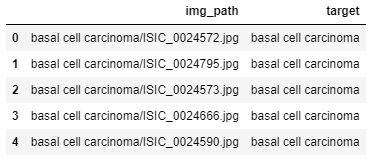 img_path target
0 basal cell carcinoma/ISIC_0024572.jpg basal cell carcinoma
1 basal cell carcinoma/ISIC_0024795.jpg basal cell carcinoma
2 basal cell carcinoma/ISIC_0024573.jpg basal cell carcinoma
3 basal cell carcinoma/ISIC_0024666.jpg basal cell carcinoma
4 basal cell carcinoma/ISIC_0024590.jpg basal cell carcinoma